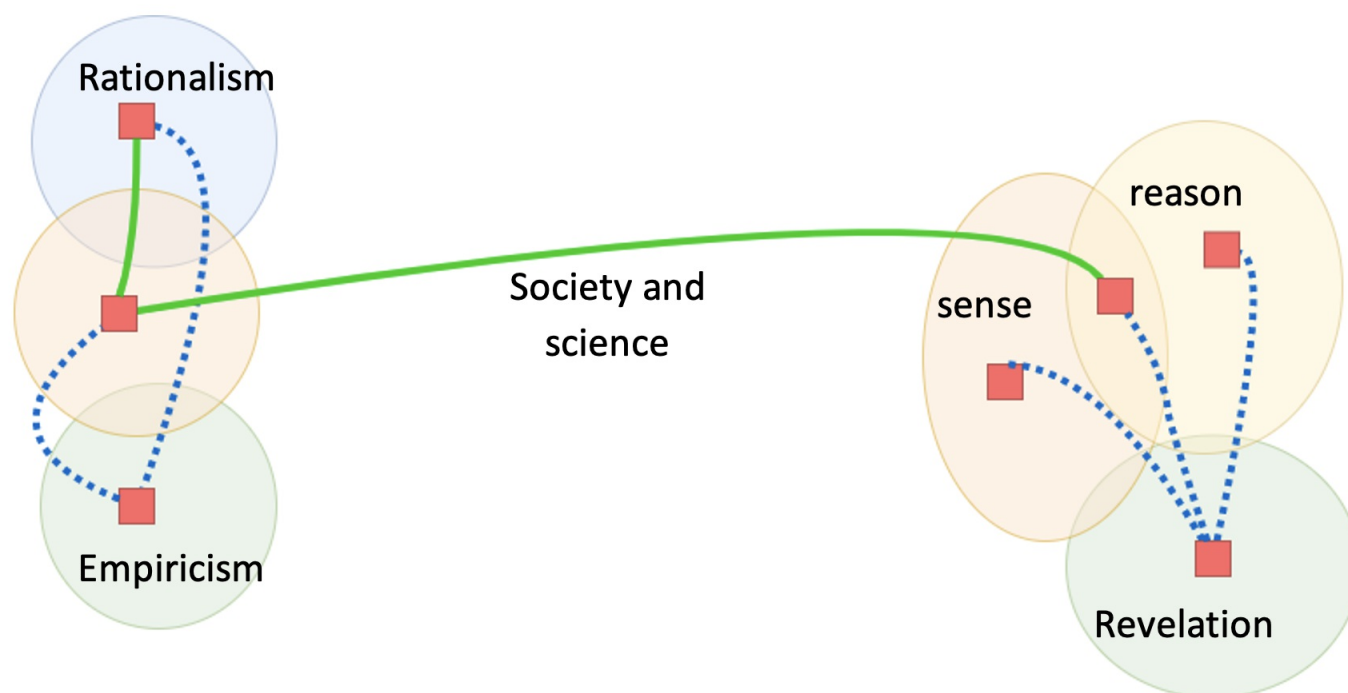 Rationalism
Empiricism
Society and
science
sense
reason
Revelation